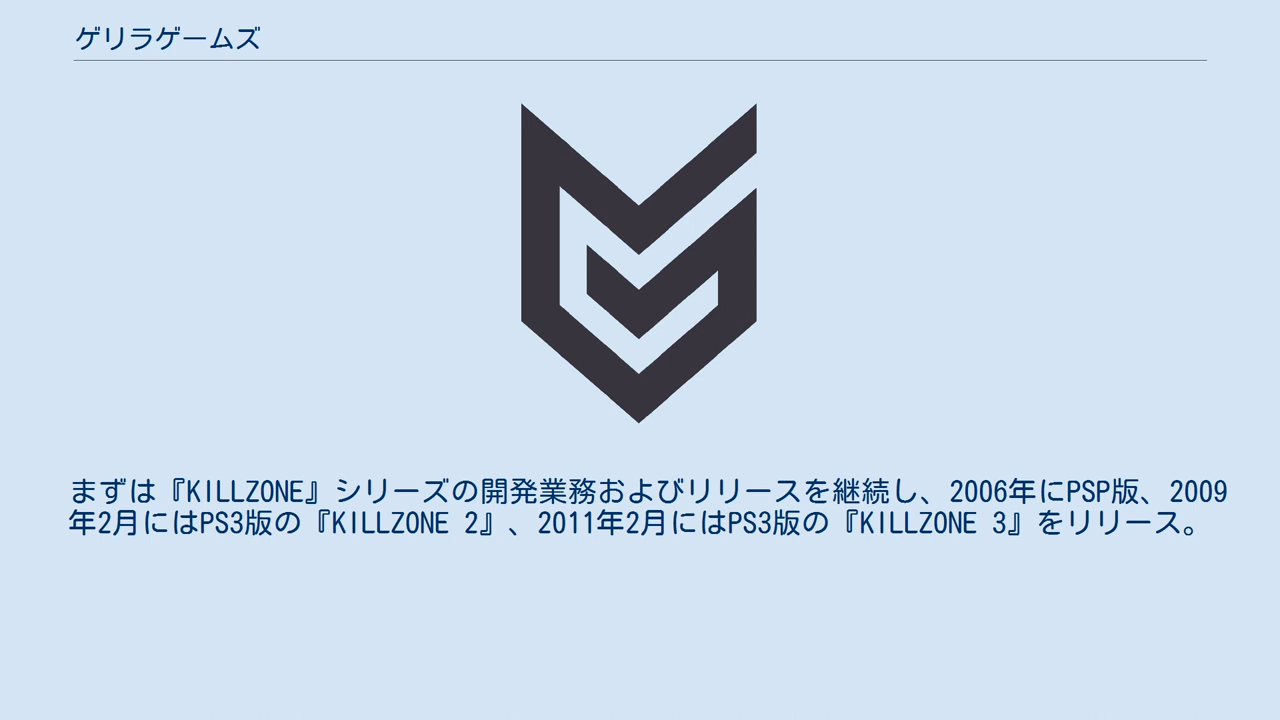 ゲリラゲームズ
まずは『KILLZONE』シリーズの開発業務およびリリースを継続し、2006年にPSP版、2009
年2月にはPS3版の『KILLZONE 2』、2011年2月にはPS3版の『KILLZONE 3』をリリース。